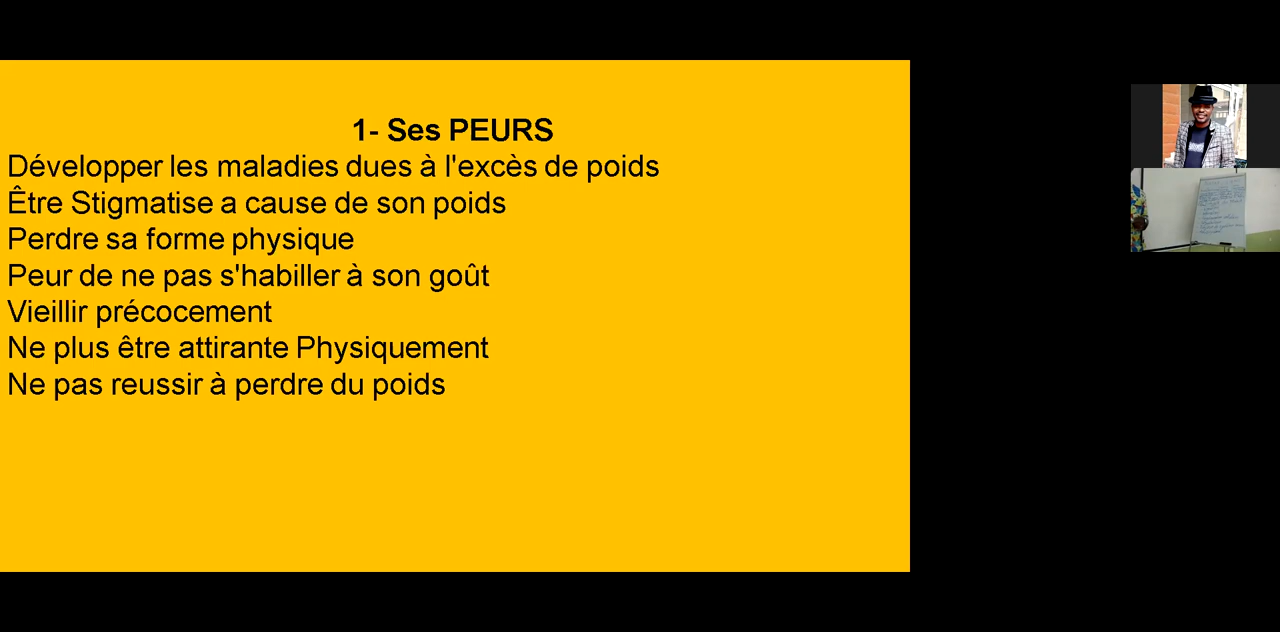 1- Ses PEURS
Développer les maladies dues à l'excès de poids
Être Stigmatise a cause de son poids
Perdre sa forme physique
Peur de ne pas s'habiller à son goût
Vieillir précocement
Ne plus être attirante Physiquement
Ne pas reussir à perdre du poids